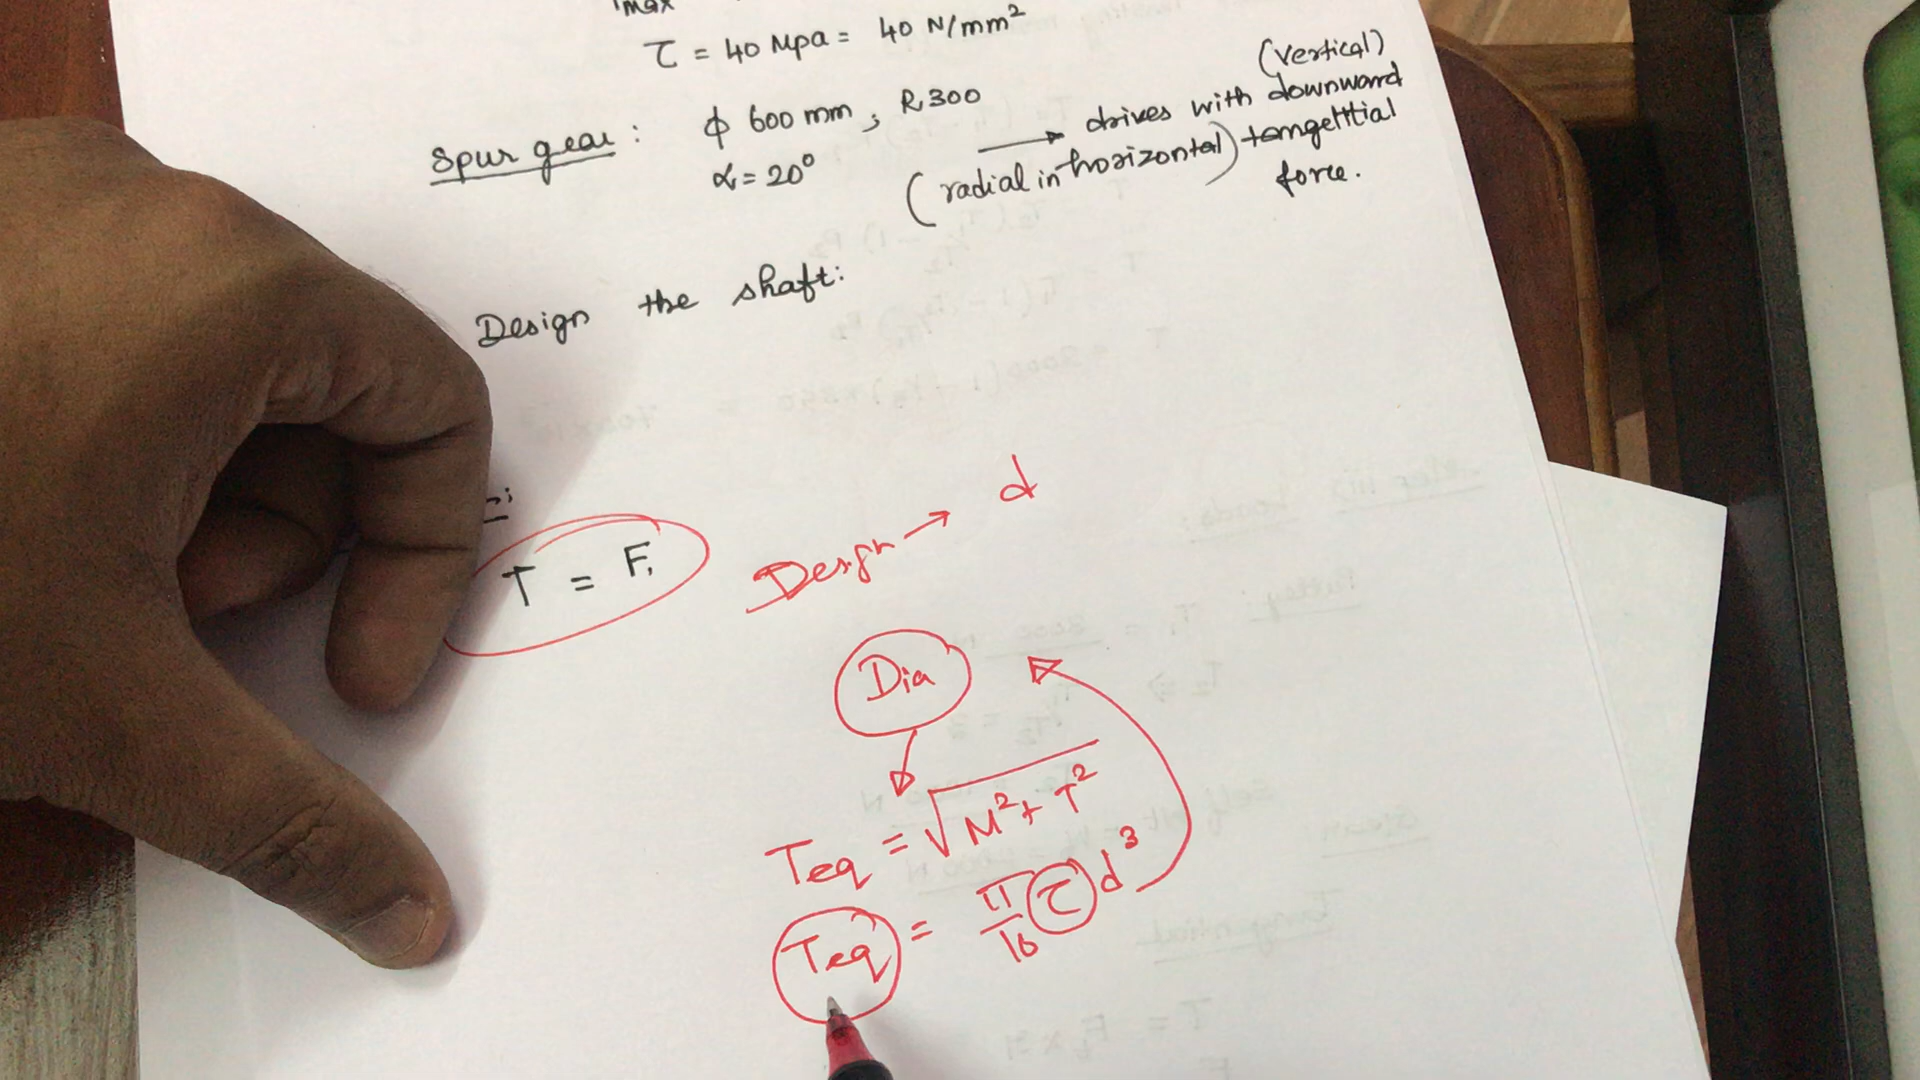 max
τ = 40 Mpa = 40 N/mm²
Spur gear : ϕ 600 mm ; R 300
α = 20°
→ drives with (vertical) downward
(radial in horizontal) tangential
force.
Design the shaft:
T = F,
Design → d
Dia
Teq = √M² + T²
Teq = π/16 τ d³